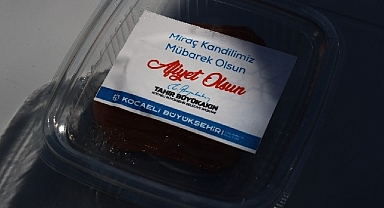 Miraç Kandilimiz
Mübarek Olsun
Afiyet Olsun
TAHİR BÜYÜKAKIN
KOCAELİ BÜYÜKŞEHİR